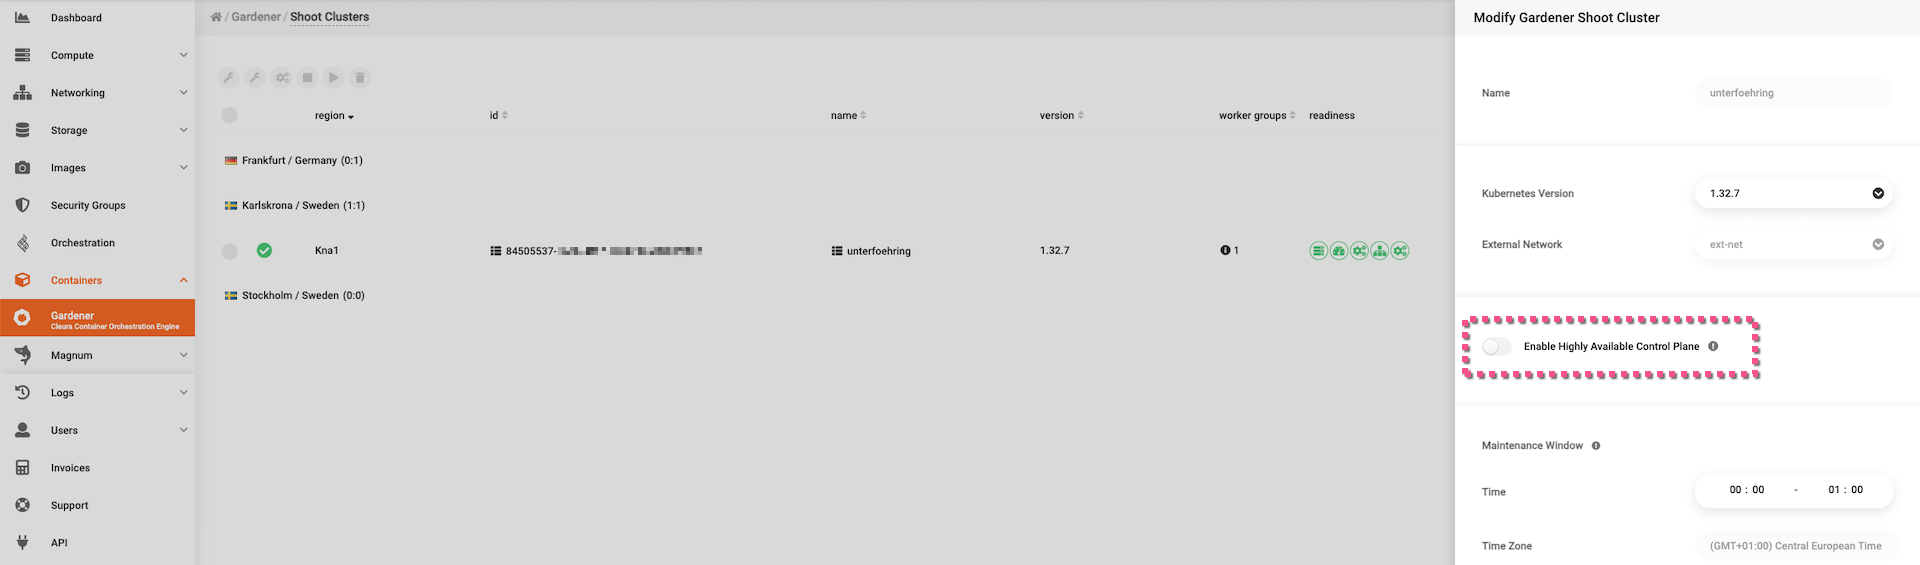 Dashboard
Compute
Networking
Storage
Images
Security Groups
Orchestration
Containers
Gardener
Cleura Container Orchestration Engine
Magnum
Logs
Users
Invoices
Support
API
/ Gardener / Shoot Clusters
region id name version worker groups readiness
Frankfurt / Germany (0:1)
Karlskrona / Sweden (1:1)
Kna1 84505537- unterfoehring 1.32.7 1
Stockholm / Sweden (0:0)
Modify Gardener Shoot Cluster
Name unterfoehring
Kubernetes Version 1.32.7
External Network ext-net
Enable Highly Available Control Plane
Maintenance Window
Time 00 : 00 - 01 : 00
Time Zone (GMT+01:00) Central European Time